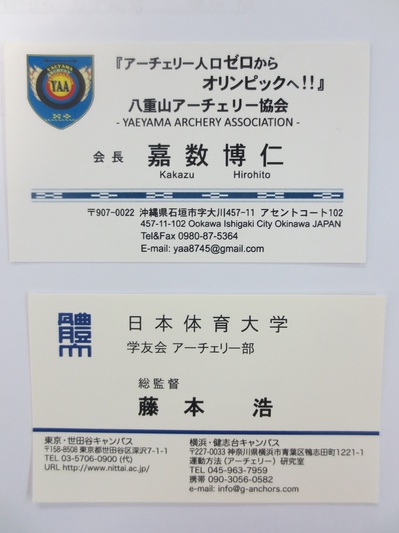 YAEYAMA
ARCHERY
YAA
『アーチェリー人口ゼロから
オリンピックへ!!』
八重山アーチェリー協会
- YAEYAMA ARCHERY ASSOCIATION -
会長 嘉数博仁
Kakazu Hirohito
〒907-0022 沖縄県石垣市字大川457-11 アセントコート102
457-11-102 Ookawa Ishigaki City Okinawa JAPAN
Tel&Fax 0980-87-5364
E-mail: yaa8745@gmail.com
日本体育大学
学友会 アーチェリー部
総監督
藤本 浩
東京・世田谷キャンパス
〒158-8508 東京都世田谷区深沢7-1-1
TEL 03-5706-0900 (代)
URL http://www.nittai.ac.jp/
横浜・健志台キャンパス
〒227-0033 神奈川県横浜市青葉区鴨志田町1221-1
運動方法(アーチェリー)研究室
TEL 045-963-7959
携帯 090-3056-0582
e-mail: info@g-anchors.com